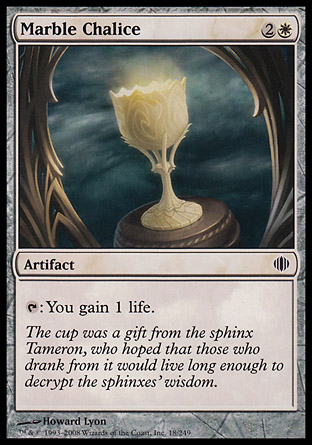 Marble Chalice 2
Artifact
: You gain 1 life.
The cup was a gift from the sphinx
Tameron, who hoped that those who
drank from it would live long enough to
decrypt the sphinxes' wisdom.
Howard Lyon
™ & © 1993–2008 Wizards of the Coast, Inc. 18/249